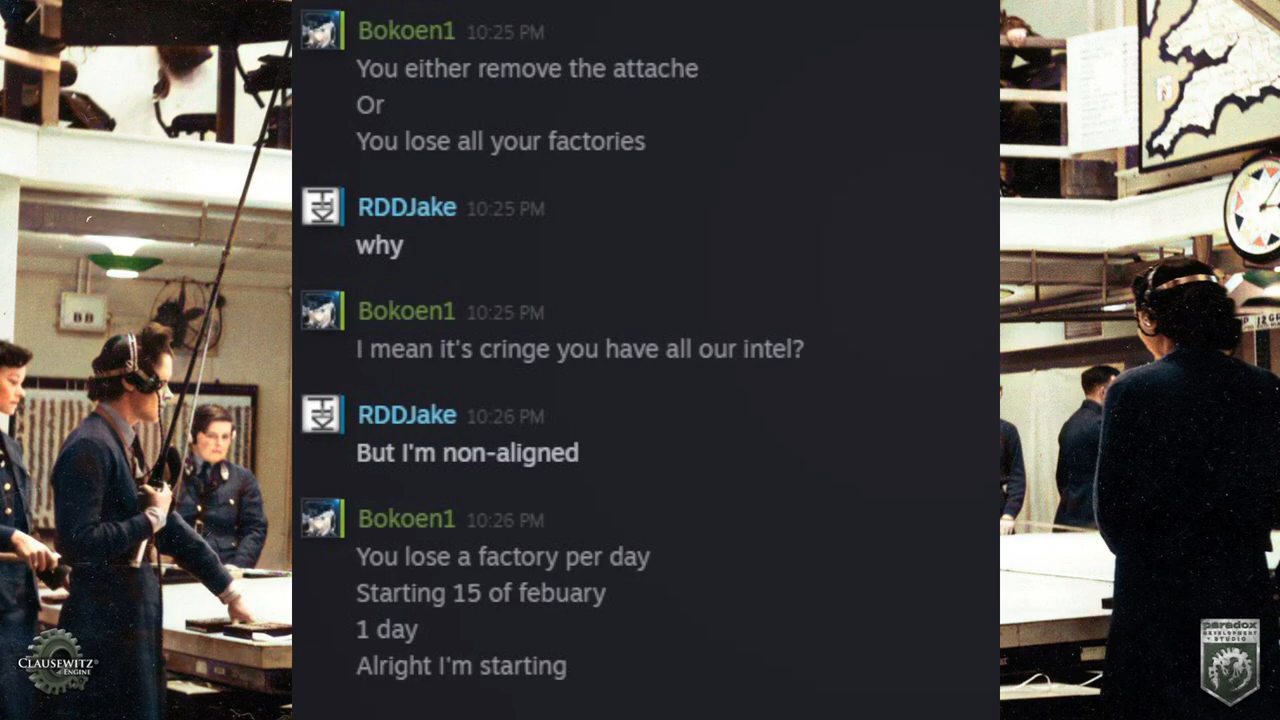 Bokoen1 10:25 PM
You either remove the attache
Or
You lose all your factories
RDDJake 10:25 PM
why
Bokoen1 10:25 PM
I mean it's cringe you have all our intel?
RDDJake 10:26 PM
But I'm non-aligned
Bokoen1 10:26 PM
You lose a factory per day
Starting 15 of febuary
1 day
Alright I'm starting
BB
CLAUSEWITZ
ENGINE
paradox
DEVELOPMENT
STUDIO